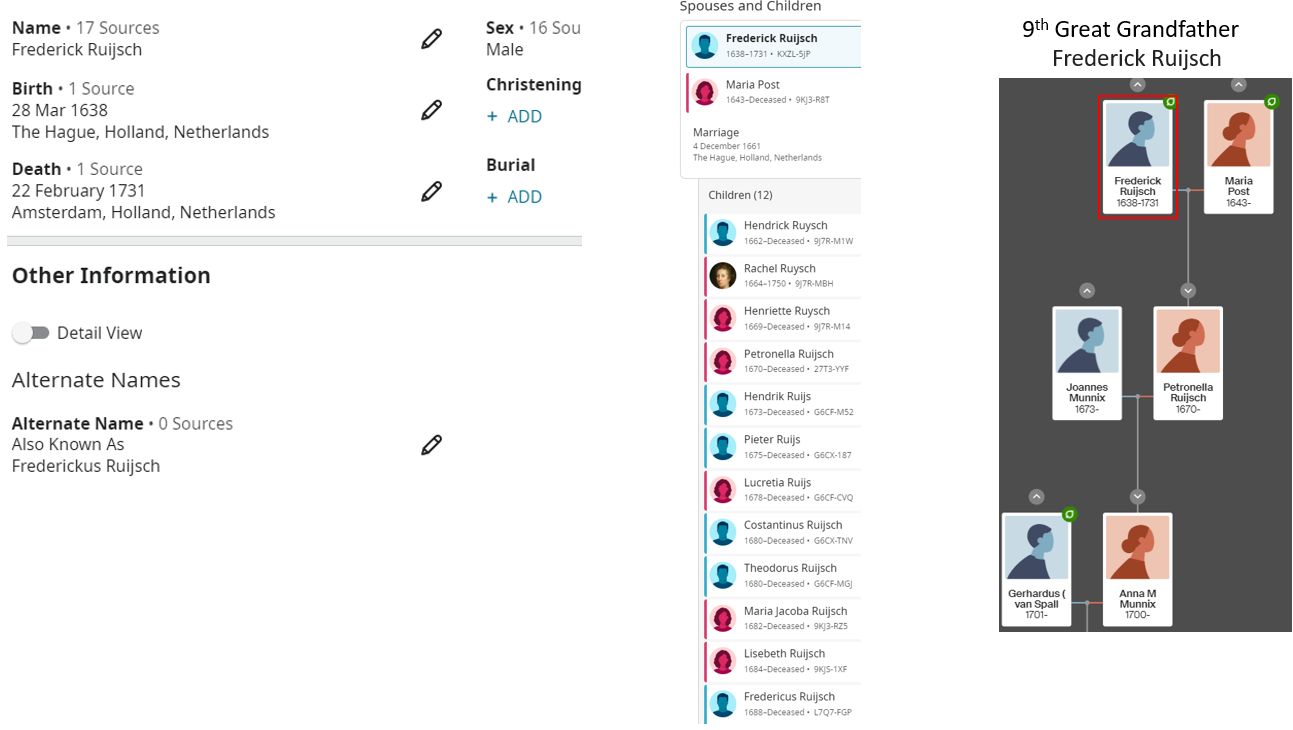 Name • 17 Sources
Frederick Ruijsch
Sex • 16 Sou
Male
Birth • 1 Source
28 Mar 1638
The Hague, Holland, Netherlands
Christening
+ ADD
Death • 1 Source
22 February 1731
Amsterdam, Holland, Netherlands
Burial
+ ADD
Other Information
Detail View
Alternate Names
Alternate Name • 0 Sources
Also Known As
Frederickus Ruijsch
Spouses and Children
Frederick Ruijsch
1638–1731 • KXZL-5JP
Maria Post
1643–Deceased • 9KJ3-R8T
Marriage
4 December 1661
The Hague, Holland, Netherlands
Children (12)
Hendrick Ruysch
1662–Deceased • 9J7R-M1W
Rachel Ruysch
1664–1750 • 9J7R-MBH
Henriette Ruysch
1669–Deceased • 9J7R-M14
Petronella Ruijsch
1670–Deceased • 27T3-YYF
Hendrik Ruijs
1673–Deceased • G6CF-M52
Pieter Ruijs
1675–Deceased • G6CX-187
Lucretia Ruijs
1678–Deceased • G6CF-CVQ
Costantinus Ruijsch
1680–Deceased • G6CX-TNV
Theodorus Ruijsch
1680–Deceased • G6CF-MGJ
Maria Jacoba Ruijsch
1682–Deceased • 9KJ3-RZ5
Lisebeth Ruijsch
1684–Deceased • 9KJS-1XF
Fredericus Ruijsch
1688–Deceased • L7Q7-FGP
9th Great Grandfather
Frederick Ruijsch
Frederick
Ruijsch
1638-1731
Maria
Post
1643-
Joannes
Munnix
1673-
Petronella
Ruijsch
1670-
Gerhardus (
van Spall
1701-
Anna M
Munnix
1700-